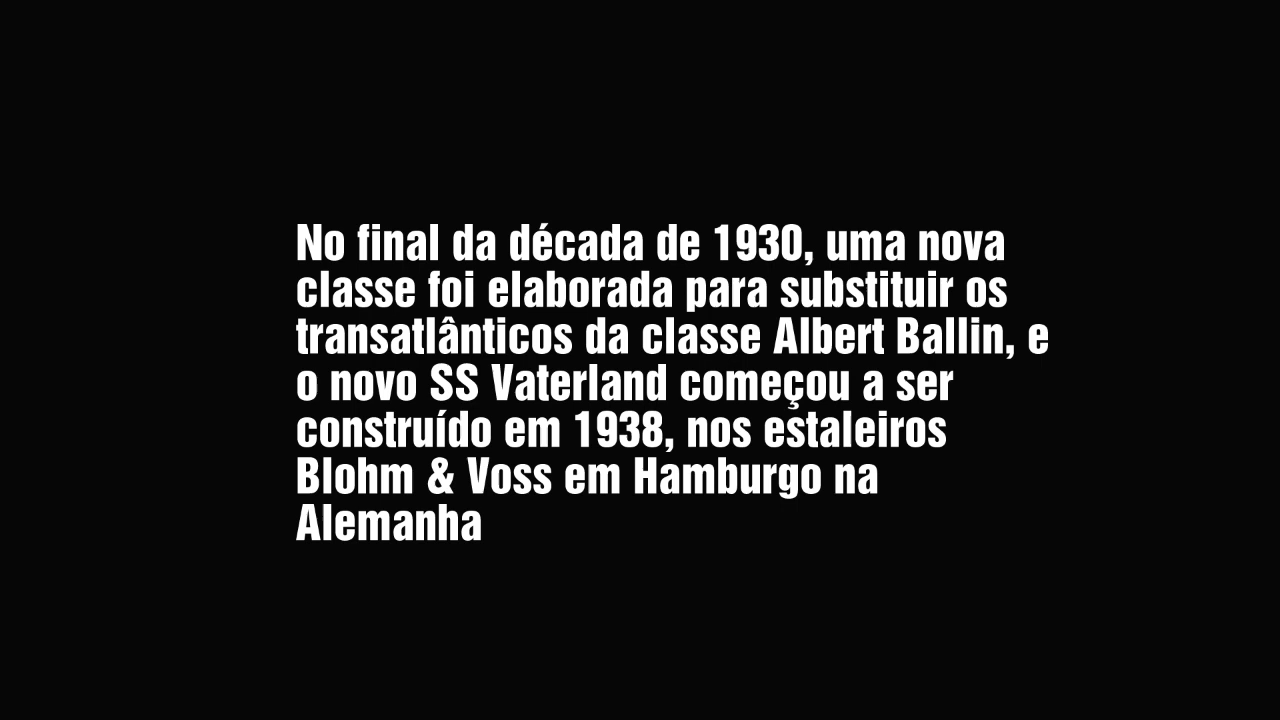 No final da década de 1930, uma nova
classe foi elaborada para substituir os
transatlânticos da classe Albert Ballin, e
o novo SS Vaterland começou a ser
construído em 1938, nos estaleiros
Blohm & Voss em Hamburgo na
Alemanha